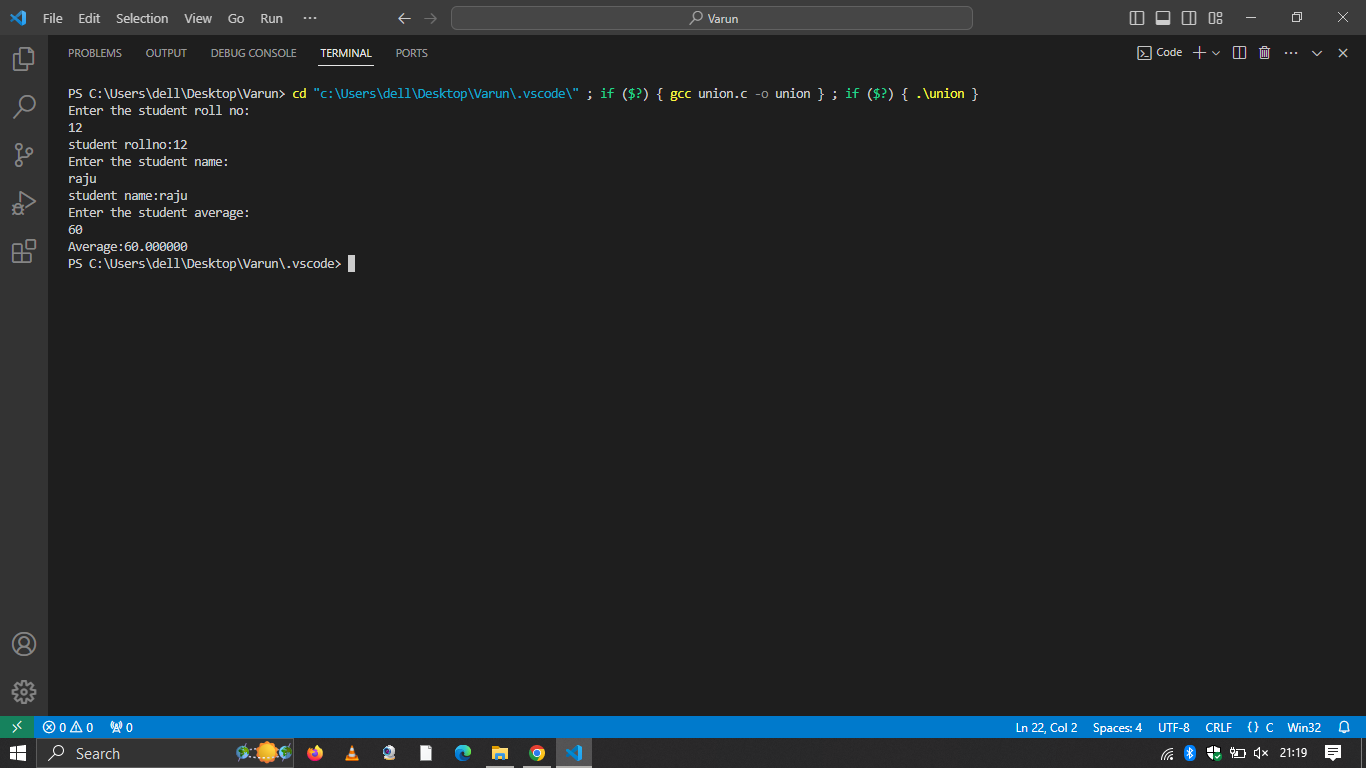 File Edit Selection View Go Run ··· Varun
PROBLEMS OUTPUT DEBUG CONSOLE TERMINAL PORTS Code
PS C:\Users\dell\Desktop\Varun> cd "c:\Users\dell\Desktop\Varun\.vscode\" ; if ($?) { gcc union.c -o union } ; if ($?) { .\union }
Enter the student roll no:
12
student rollno:12
Enter the student name:
raju
student name:raju
Enter the student average:
60
Average:60.000000
PS C:\Users\dell\Desktop\Varun\.vscode>
0 0 0 Ln 22, Col 2 Spaces: 4 UTF-8 CRLF {} C Win32
Search 21:19